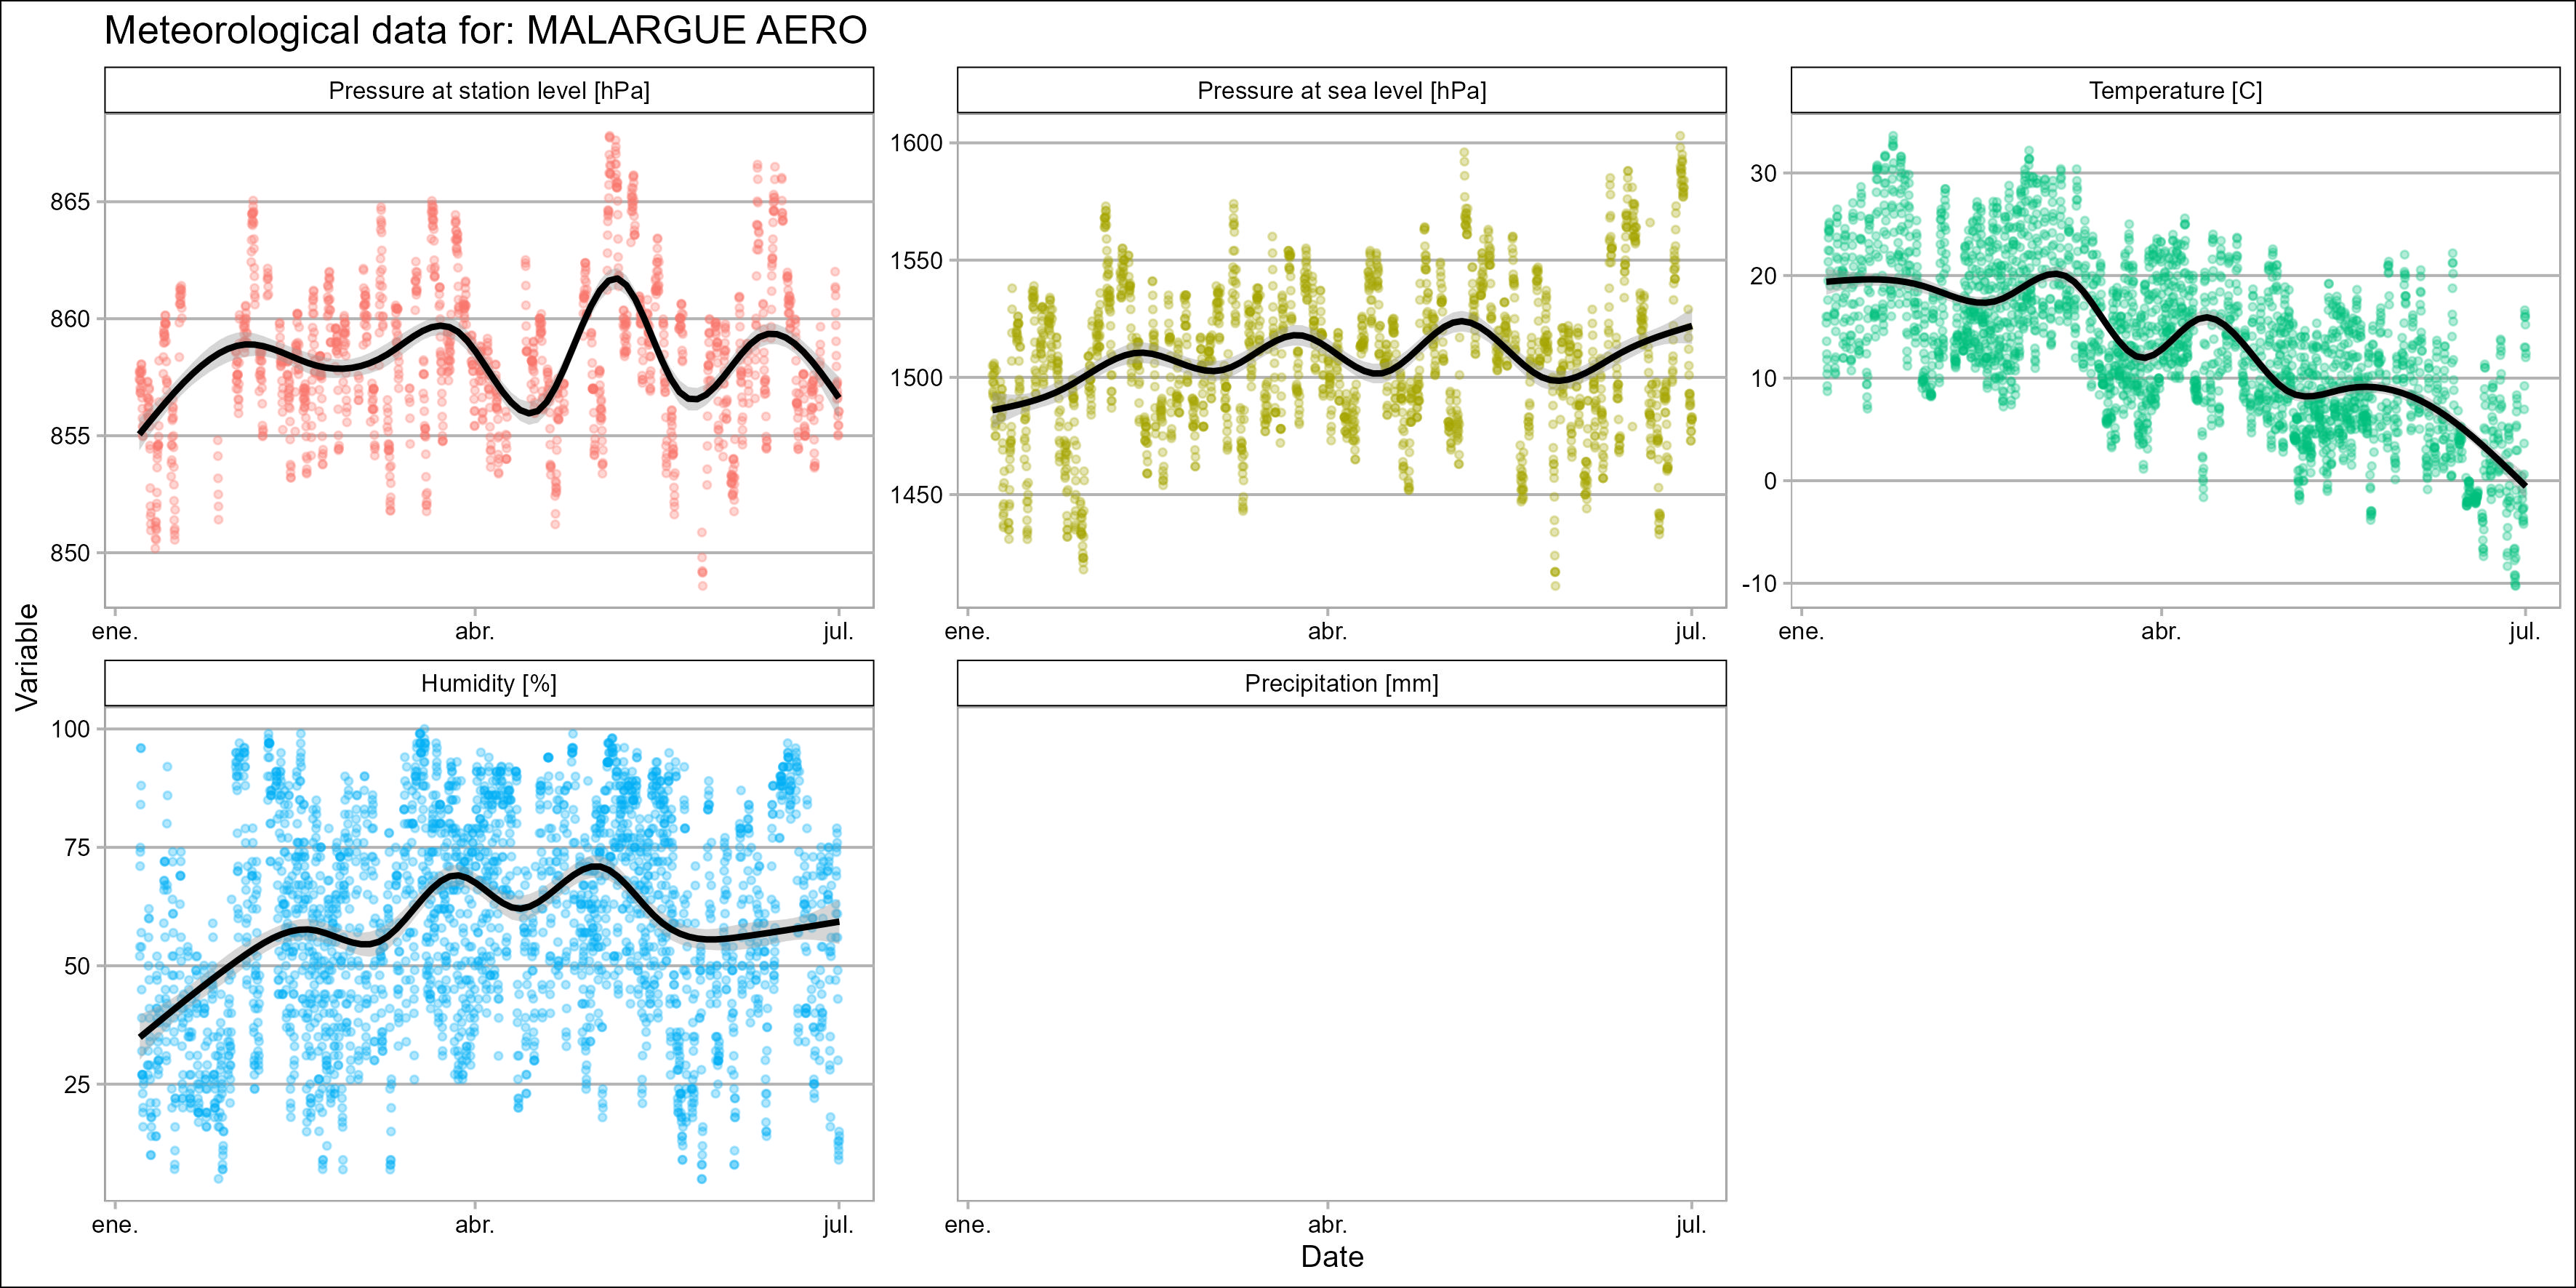 Meteorological data for: MALARGUE AERO
Pressure at station level [hPa]
865
860
855
850
ene. abr. jul.
Pressure at sea level [hPa]
1600
1550
1500
1450
ene. abr. jul.
Temperature [C]
30
20
10
0
-10
ene. abr. jul.
Variable
Humidity [%]
100
75
50
25
ene. abr. jul.
Precipitation [mm]
ene. abr. jul.
Date